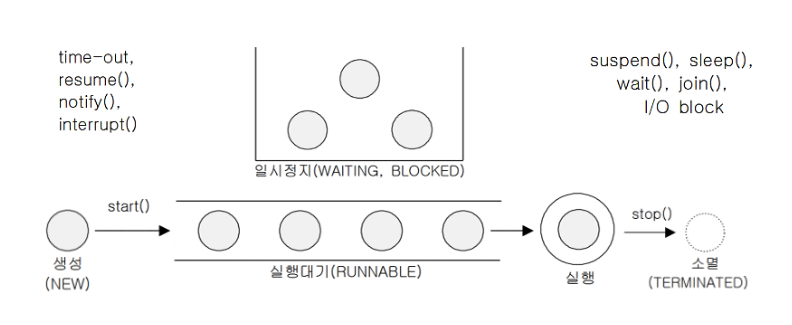 time-out,
resume(),
notify(),
interrupt()
suspend(), sleep(),
wait(), join(),
I/O block
일시정지(WAITING, BLOCKED)
start()
stop()
생성
(NEW)
실행대기(RUNNABLE)
실행
소멸
(TERMINATED)